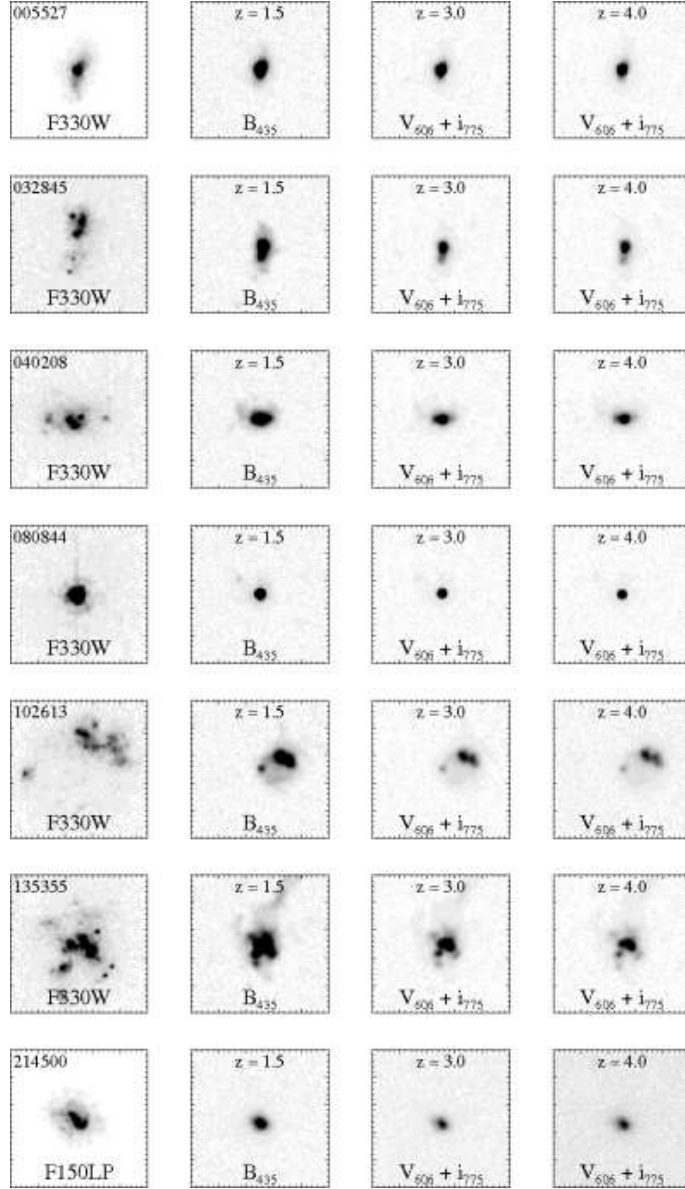 005527
F330W
z = 1.5
B₄₃₅
z = 3.0
V₆₀₆ + i₇₇₅
z = 4.0
V₆₀₆ + i₇₇₅
032845
F330W
z = 1.5
B₄₃₅
z = 3.0
V₆₀₆ + i₇₇₅
z = 4.0
V₆₀₆ + i₇₇₅
040208
F330W
z = 1.5
B₄₃₅
z = 3.0
V₆₀₆ + i₇₇₅
z = 4.0
V₆₀₆ + i₇₇₅
080844
F330W
z = 1.5
B₄₃₅
z = 3.0
V₆₀₆ + i₇₇₅
z = 4.0
V₆₀₆ + i₇₇₅
102613
F330W
z = 1.5
B₄₃₅
z = 3.0
V₆₀₆ + i₇₇₅
z = 4.0
V₆₀₆ + i₇₇₅
135355
F330W
z = 1.5
B₄₃₅
z = 3.0
V₆₀₆ + i₇₇₅
z = 4.0
V₆₀₆ + i₇₇₅
214500
F150LP
z = 1.5
B₄₃₅
z = 3.0
V₆₀₆ + i₇₇₅
z = 4.0
V₆₀₆ + i₇₇₅